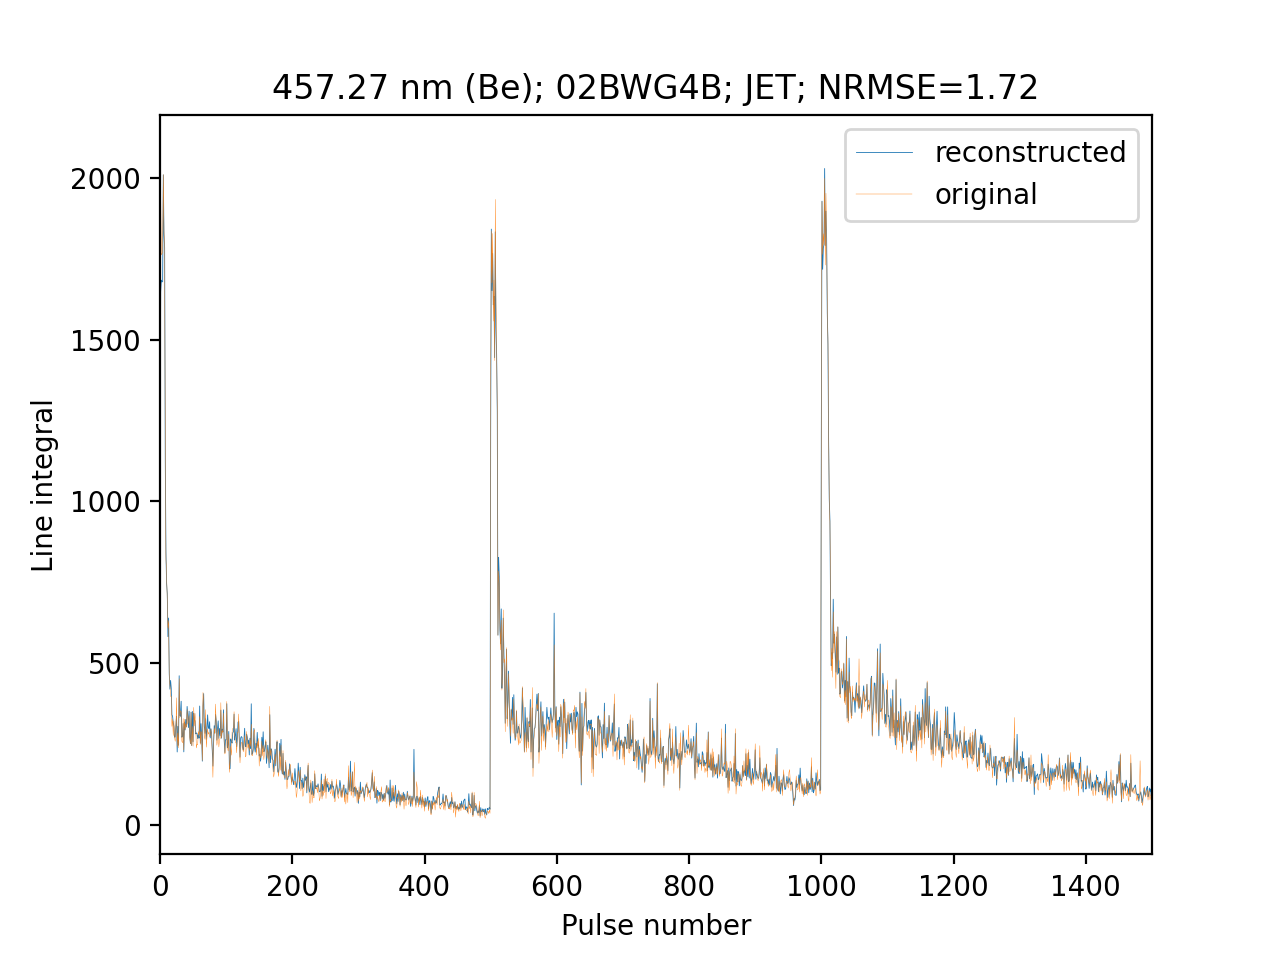 457.27 nm (Be); 02BWG4B; JET; NRMSE=1.72
reconstructed
original
2000
1500
1000
500
0
Line integral
0 200 400 600 800 1000 1200 1400
Pulse number